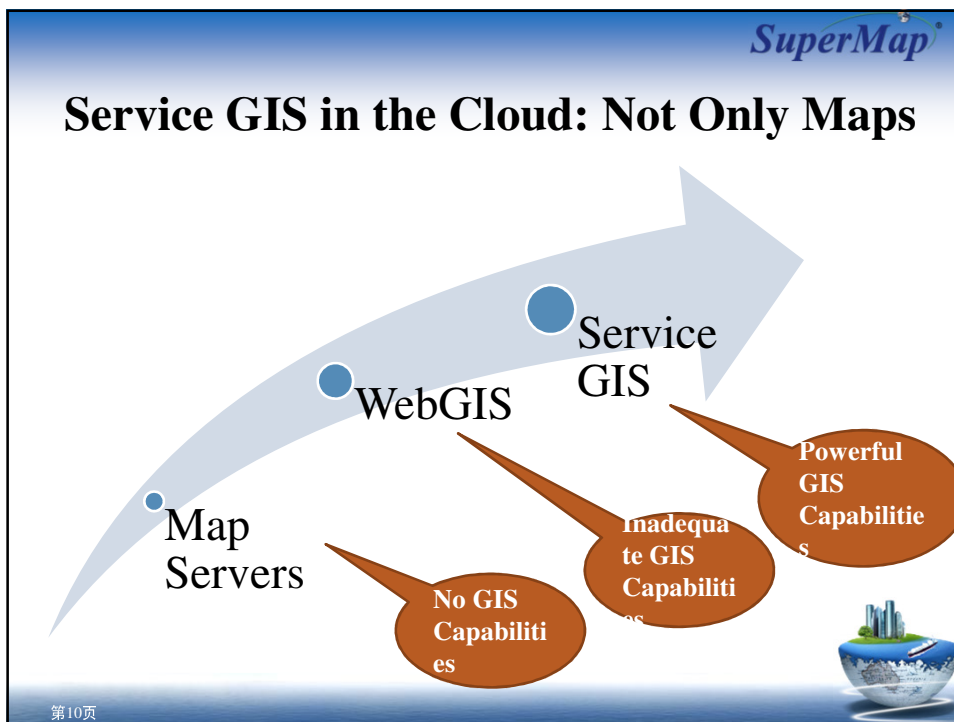 SuperMap®
Service GIS in the Cloud: Not Only Maps
Service
GIS
WebGIS
Map
Servers
Powerful
GIS
Capabilitie
s
Inadequa
te GIS
Capabiliti
es
No GIS
Capabiliti
es
第10页